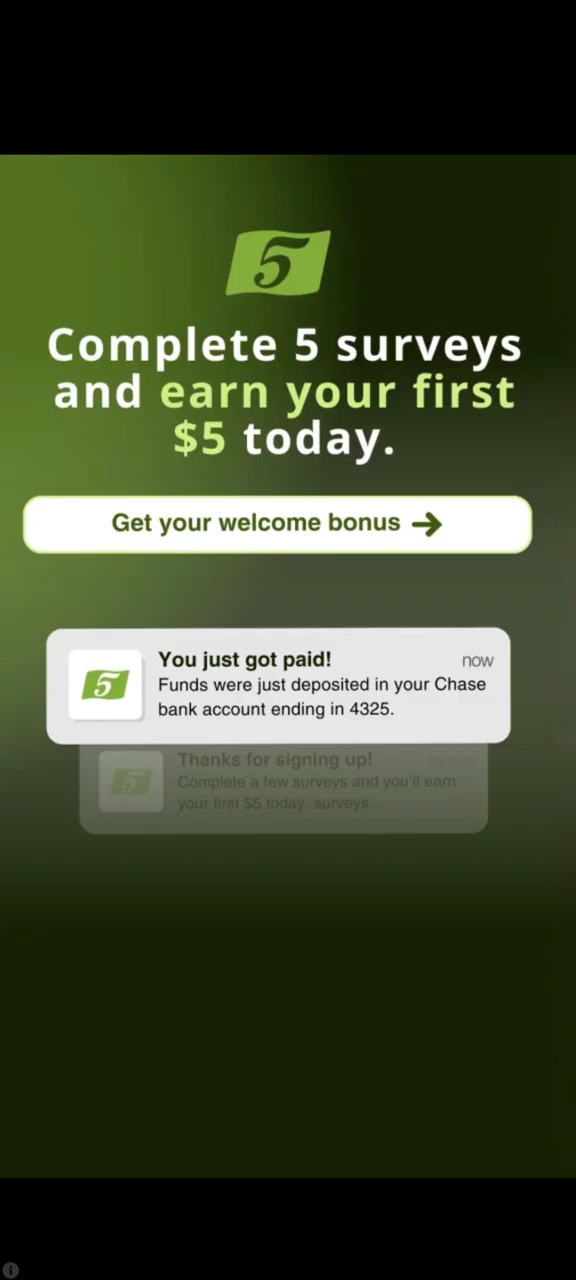 5
Complete 5 surveys
and earn your first
$5 today.
Get your welcome bonus →
5
You just got paid!
now
Funds were just deposited in your Chase
bank account ending in 4325.
5
Thanks for signing up!
Complete a few surveys and you'll earn
your first $5 today. surveys